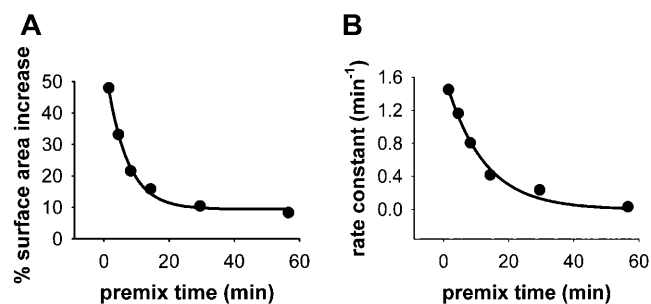 A
% surface area increase
50
40
30
20
10
0
0 20 40 60
premix time (min)
B
rate constant (min⁻¹)
1.6
1.2
0.8
0.4
0.0
0 20 40 60
premix time (min)